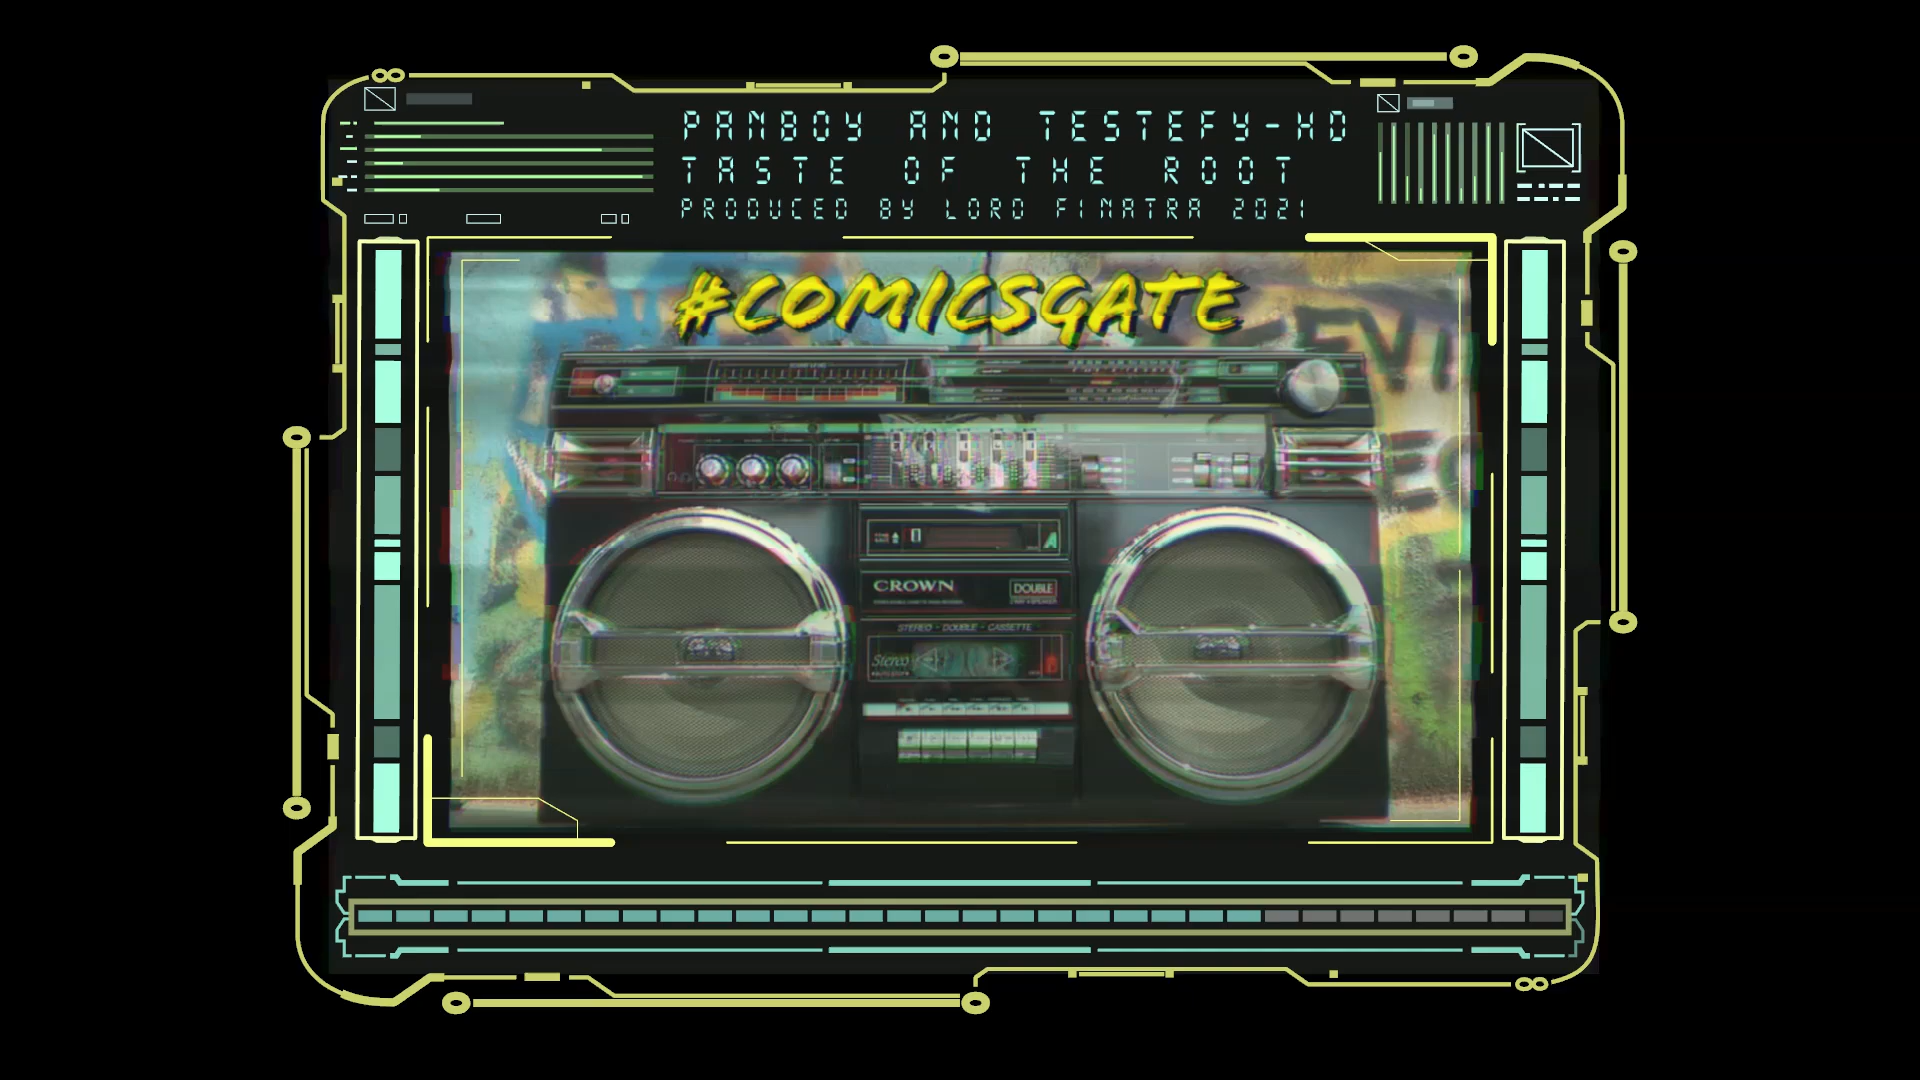 PANBOY AND TESTEFY-HD
TASTE OF THE ROOT
PRODUCED BY LORD FINATRA 2021
#COMICSGATE
EVI
A
CROWN
DOUBLE
STEREO - DOUBLE - CASSETTE
Stereo